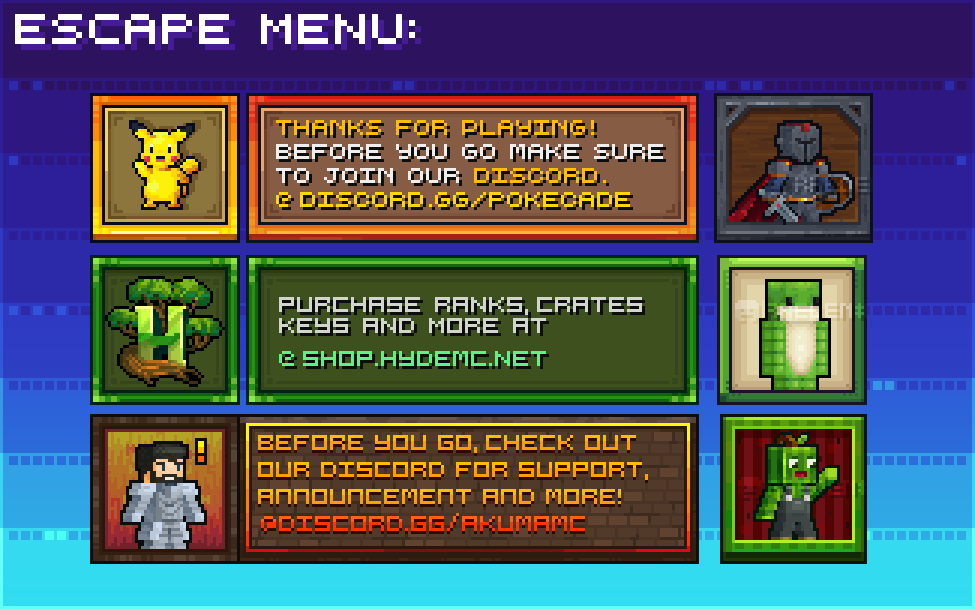 ESCAPE MENU:
THANKS FOR PLAYING!
BEFORE YOU GO MAKE SURE
TO JOIN OUR DISCORD.
@ DISCORD.GG/POKECADE
PURCHASE RANKS, CRATES
KEYS AND MORE AT
@ SHOP.HYDEMC.NET
BEFORE YOU GO, CHECK OUT
OUR DISCORD FOR SUPPORT,
ANNOUNCEMENT AND MORE!
@DISCORD.GG/AKUMAMC